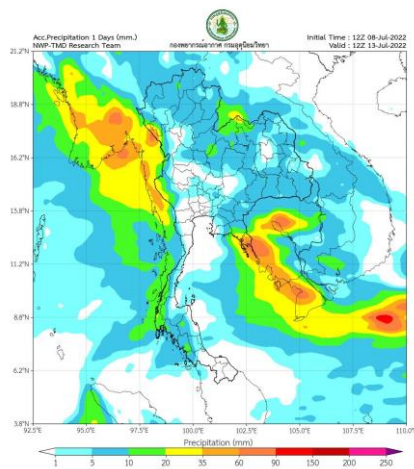 Acc.Precipitation 1 Days (mm.)
NWP-TMD Research Team
กองพยากรณ์อากาศ กรมอุตุนิยมวิทยา
Initial Time : 12Z 08-Jul-2022
Valid : 12Z 13-Jul-2022
21.2°N
18.8°N
16.2°N
13.8°N
11.2°N
8.8°N
6.2°N
3.8°N
92.5°E 95.0°E 97.5°E 100.0°E 102.5°E 105.0°E 107.5°E 110.0°E
Precipitation (mm)
1 5 10 20 35 60 90 150 200 250